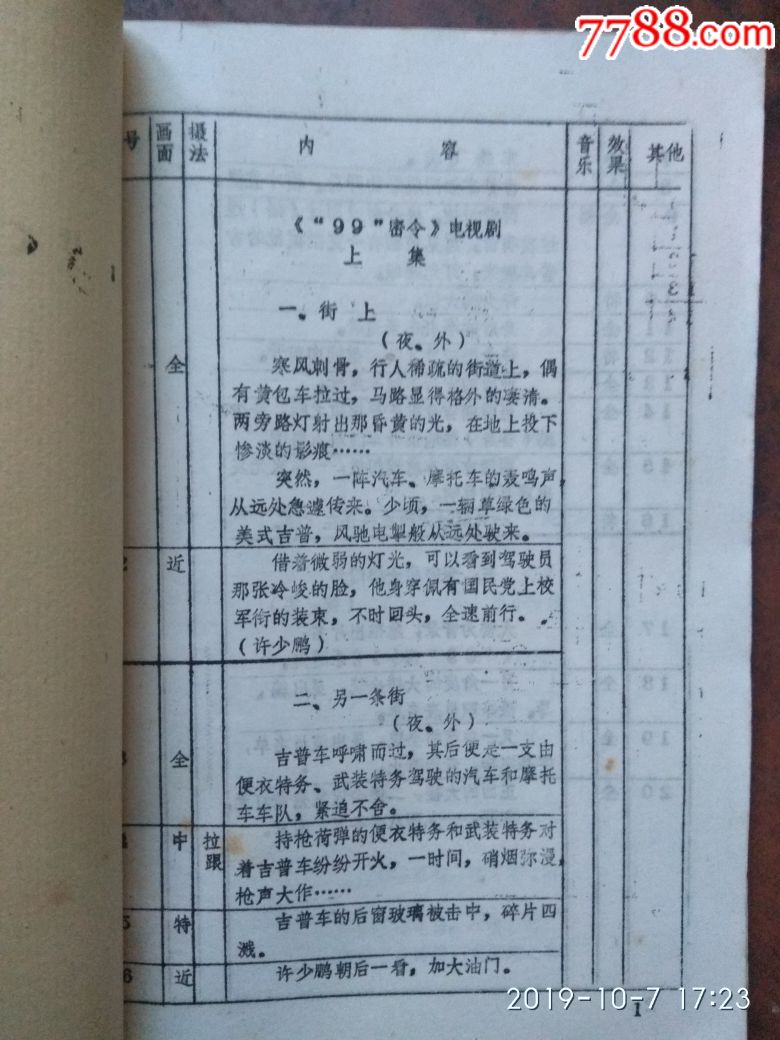 7788.com
号 画面 摄法 内 容 音乐 效果 其他
《“99”密令》电视剧
上 集
一、街 上
（夜、外）
全 寒风刺骨，行人稀疏的街道上，偶
有黄包车拉过，马路显得格外的凄清。
两旁路灯射出那昏黄的光，在地上投下
惨淡的影痕……
突然，一阵汽车、摩托车的轰鸣声，
从远处急遽传来。少顷，一辆草绿色的
美式吉普，风驰电掣般从远处驶来。
2 近 借着微弱的灯光，可以看到驾驶员
那张冷峻的脸，他身穿佩有国民党上校
军衔的装束，不时回头，全速前行。
（许少鹏）
二、另一条街
（夜、外）
3 全 吉普车呼啸而过，其后便是一支由
便衣特务、武装特务驾驶的汽车和摩托
车车队，紧追不舍。
中 拉跟 持枪荷弹的便衣特务和武装特务对
着吉普车纷纷开火，一时间，硝烟弥漫，
枪声大作……
5 特 吉普车的后窗玻璃被击中，碎片四
溅。
6 近 许少鹏朝后一看，加大油门。
2019-10-7 17:23
1